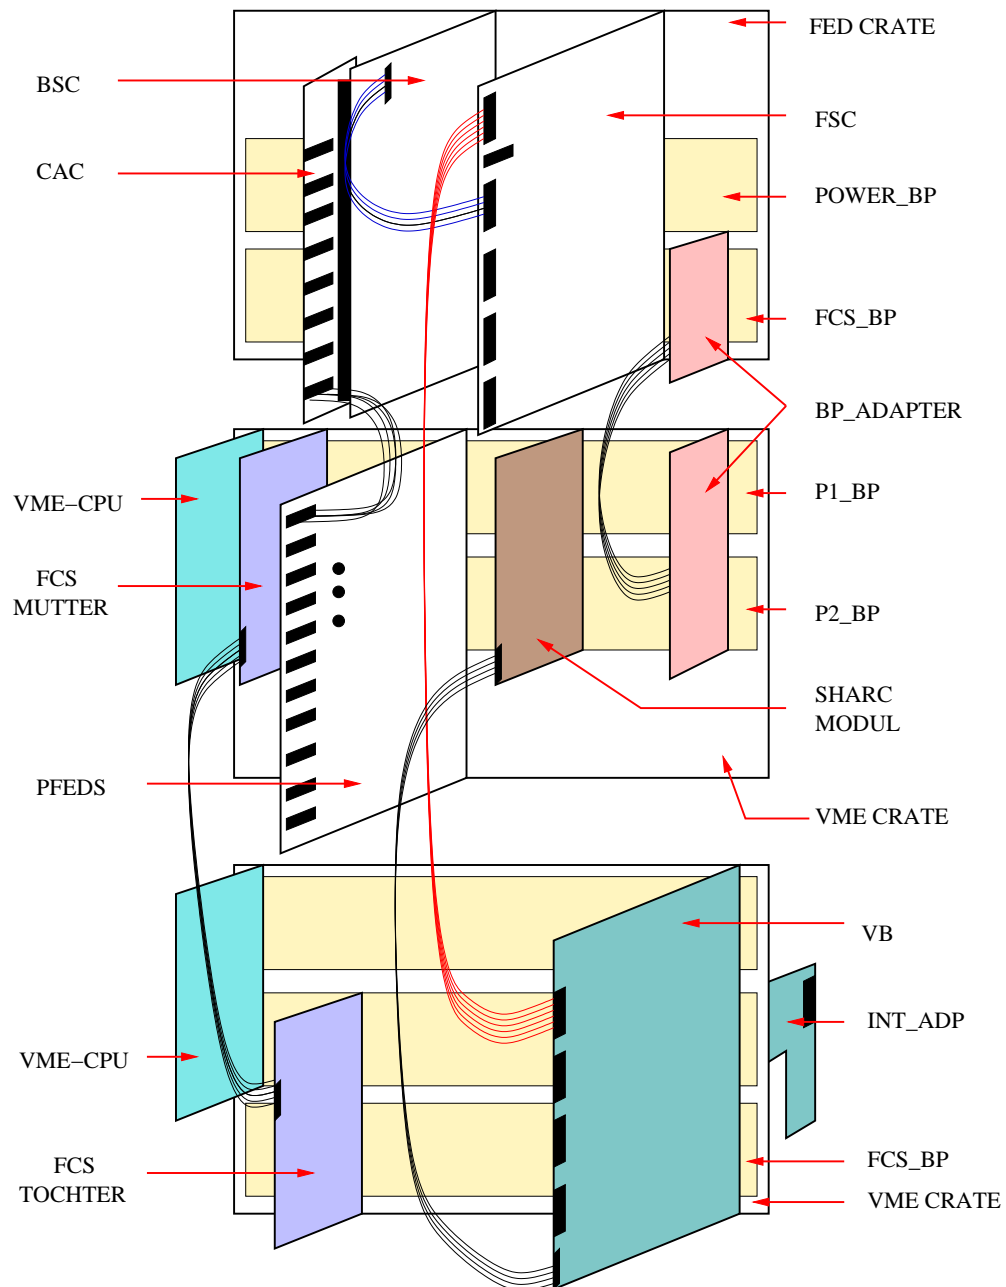 FED CRATE
BSC
FSC
CAC
POWER_BP
FCS_BP
BP_ADAPTER
VME−CPU
P1_BP
FCS
MUTTER
P2_BP
SHARC
MODUL
PFEDS
VME CRATE
VB
INT_ADP
VME−CPU
FCS
TOCHTER
FCS_BP
VME CRATE